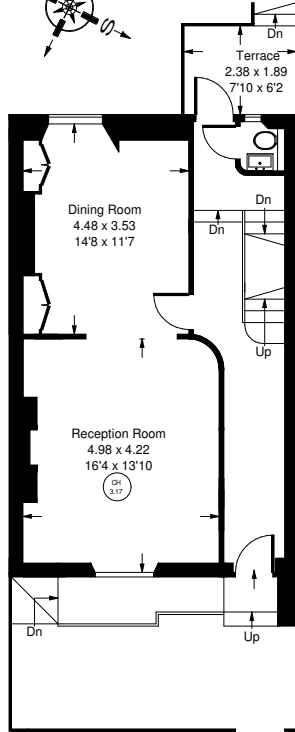 S
Dn
Terrace
2.38 x 1.89
7'10 x 6'2
Dining Room
4.48 x 3.53
14'8 x 11'7
Dn
Dn
Up
Reception Room
4.98 x 4.22
16'4 x 13'10
CH
3.17
Dn
Up